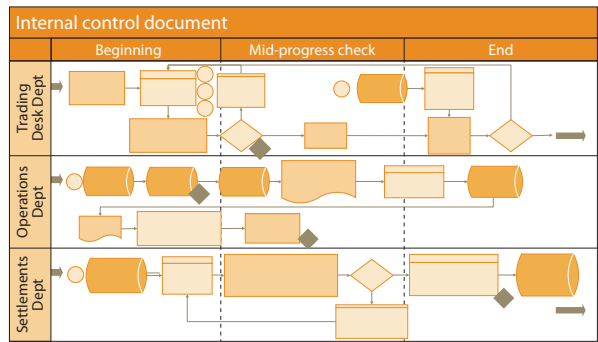 Internal control document
Beginning
Mid-progress check
End
Trading
Desk Dept
Operations
Dept
Settlements
Dept